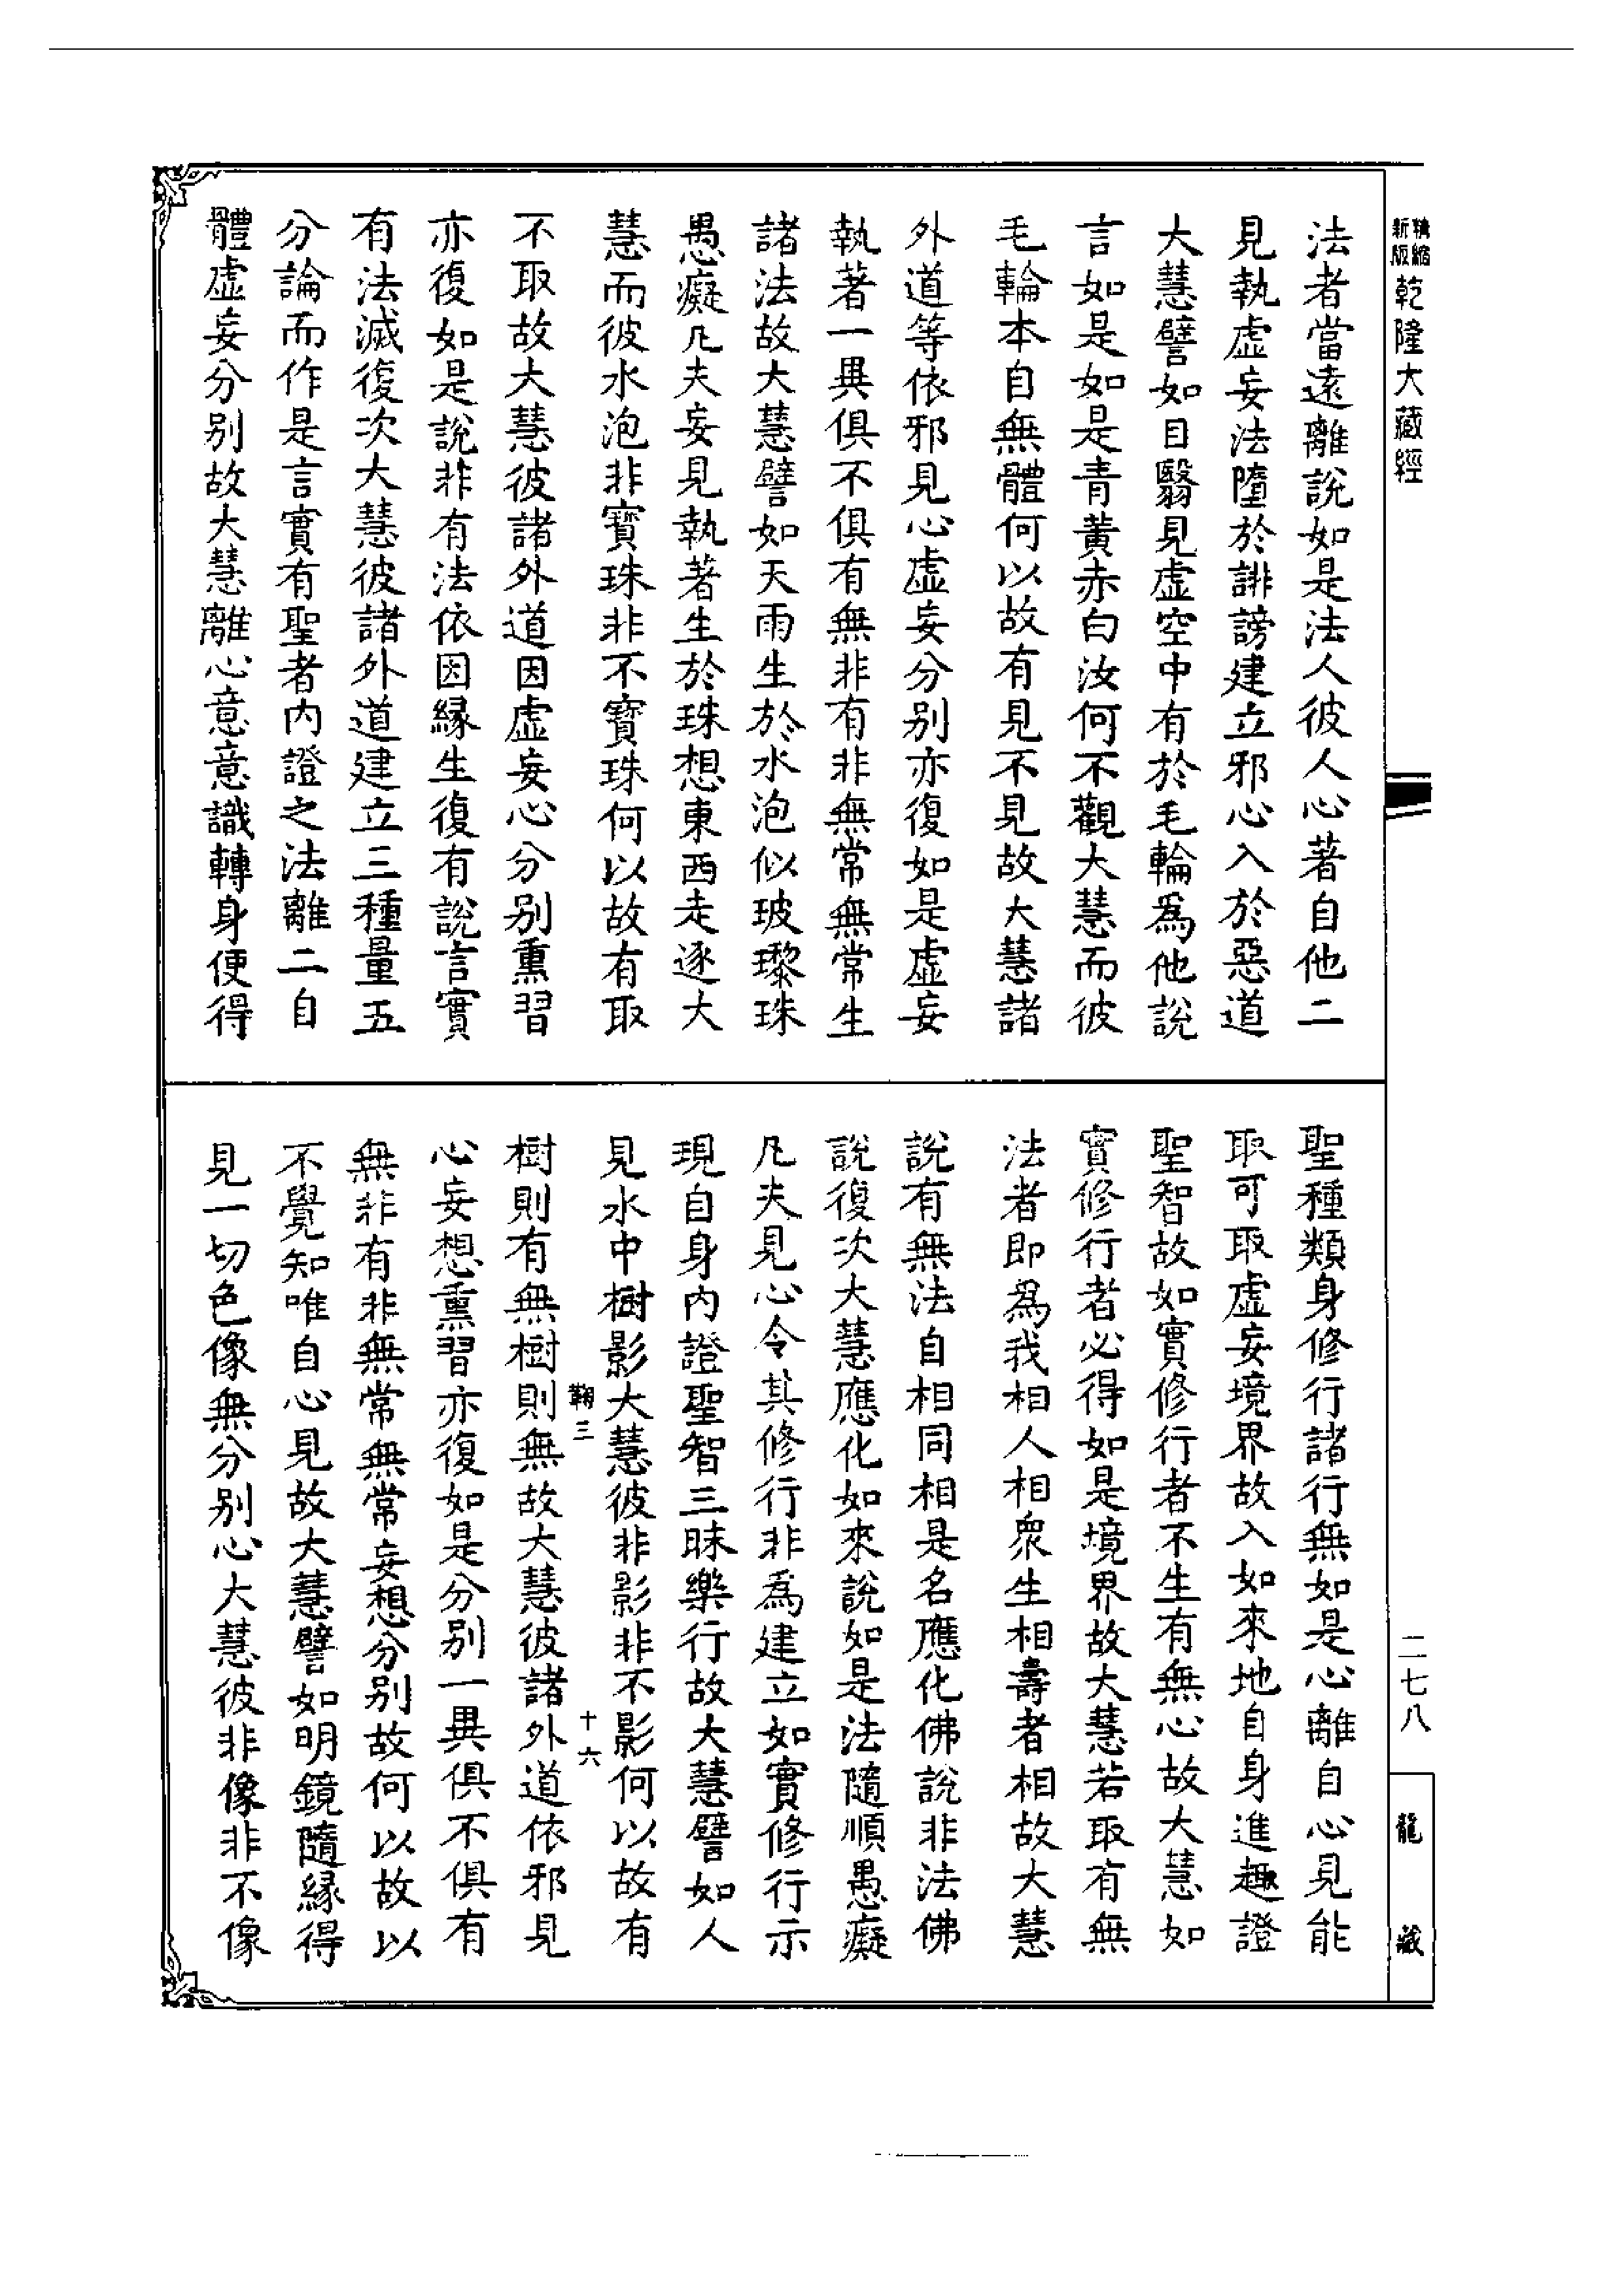 新版精縮乾隆大藏經
法者當遠離說如是法人彼人心著自他二
見執虛妄法墮於誹謗建立邪心入於惡道
大慧譬如目翳見虛空中有於毛輪爲他說
言如是如是青黃赤白汝何不觀大慧而彼
毛輪本自無體何以故有見不見故大慧諸
外道等依邪見心虛妄分別亦復如是虛妄
執著一異俱不俱有無非有非無常無常生
諸法故大慧譬如天雨生於水泡似玻瓈珠
愚癡凡夫妄見執著生於珠想東西走逐大
慧而彼水泡非寶珠非不寶珠何以故有取
不取故大慧彼諸外道因虛妄心分別熏習
亦復如是說非有法依因緣生復有說言實
有法滅復次大慧彼諸外道建立三種量五
分論而作是言實有聖者內證之法離二自
體虛妄分別故大慧離心意意識轉身便得
聖種類身修行諸行無如是心離自心見能
取可取虛妄境界故入如來地自身進趣證
聖智故如實修行者不生有無心故大慧如
實修行者必得如是境界故大慧若取有無
法者即爲我相人相衆生相壽者相故大慧
說有無法自相同相是名應化佛說非法佛
說復次大慧應化如來說如是法隨順愚癡
凡夫見心令其修行非爲建立如實修行示
現自身內證聖智三昧樂行故大慧譬如人
見水中樹影大慧彼非影非不影何以故有
三
十六
樹則有無樹則無故大慧彼諸外道依邪見
心妄想熏習亦復如是分別一異俱不俱有
無非有非無常無常妄想分別故何以故以
不覺知唯自心見故大慧譬如明鏡隨緣得
見一切色像無分別心大慧彼非像非不像
二七八
龍藏